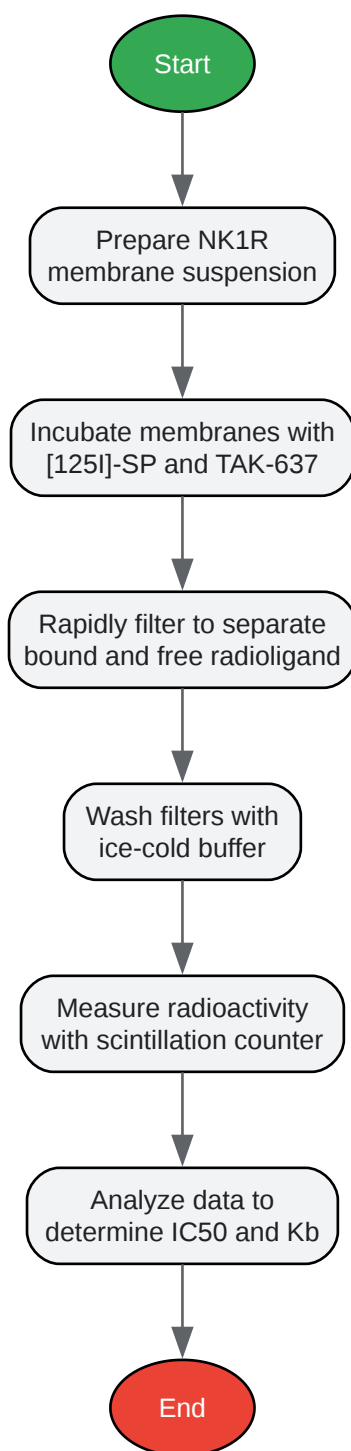 Start
Prepare NK1R
membrane suspension
Incubate membranes with
[125I]-SP and TAK-637
Rapidly filter to separate
bound and free radioligand
Wash filters with
ice-cold buffer
Measure radioactivity
with scintillation counter
Analyze data to
determine IC50 and Kb
End